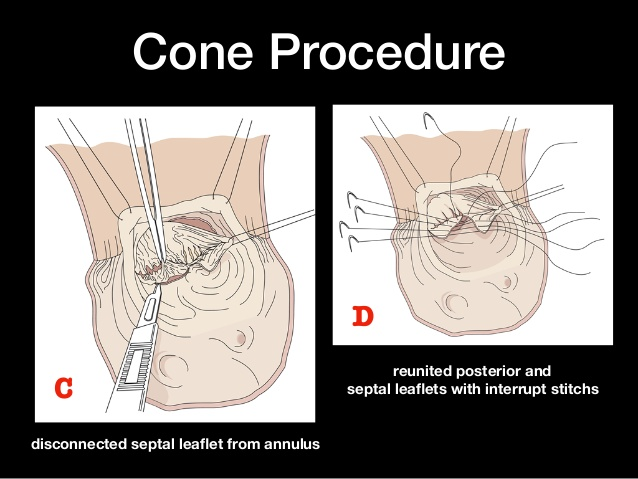 Cone Procedure
C
disconnected septal leaflet from annulus
D
reunited posterior and
septal leaflets with interrupt stitchs